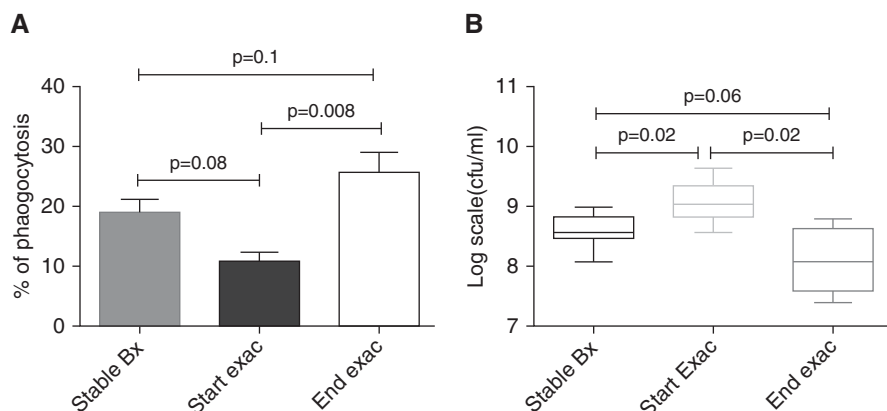 A
p=0.1
p=0.008
p=0.08
% of phaogocytosis
40
30
20
10
0
Stable Bx
Start exac
End exac
B
p=0.06
p=0.02
p=0.02
Log scale(cfu/ml)
11
10
9
8
7
Stable Bx
Start Exac
End exac